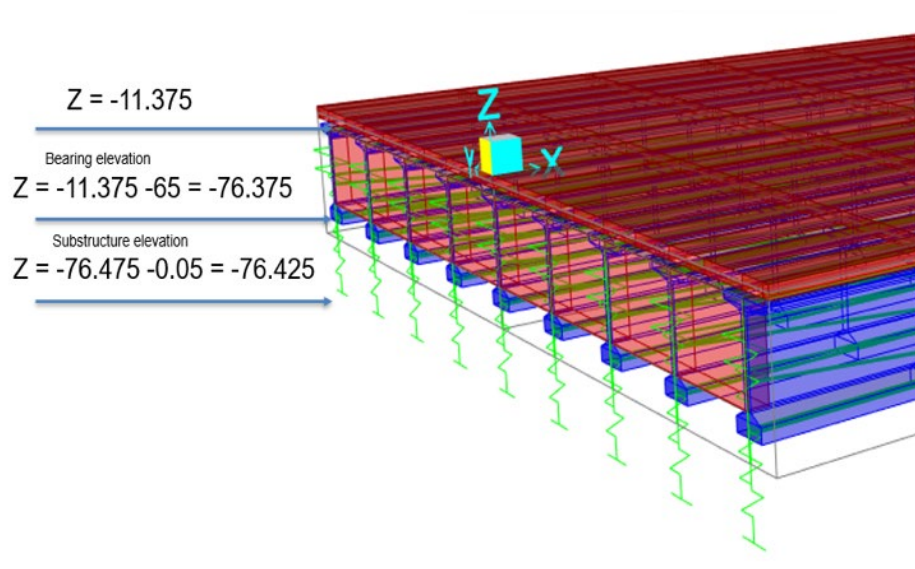 Z = -11.375
Bearing elevation
Z = -11.375 -65 = -76.375
Substructure elevation
Z = -76.475 -0.05 = -76.425
Z
Y X